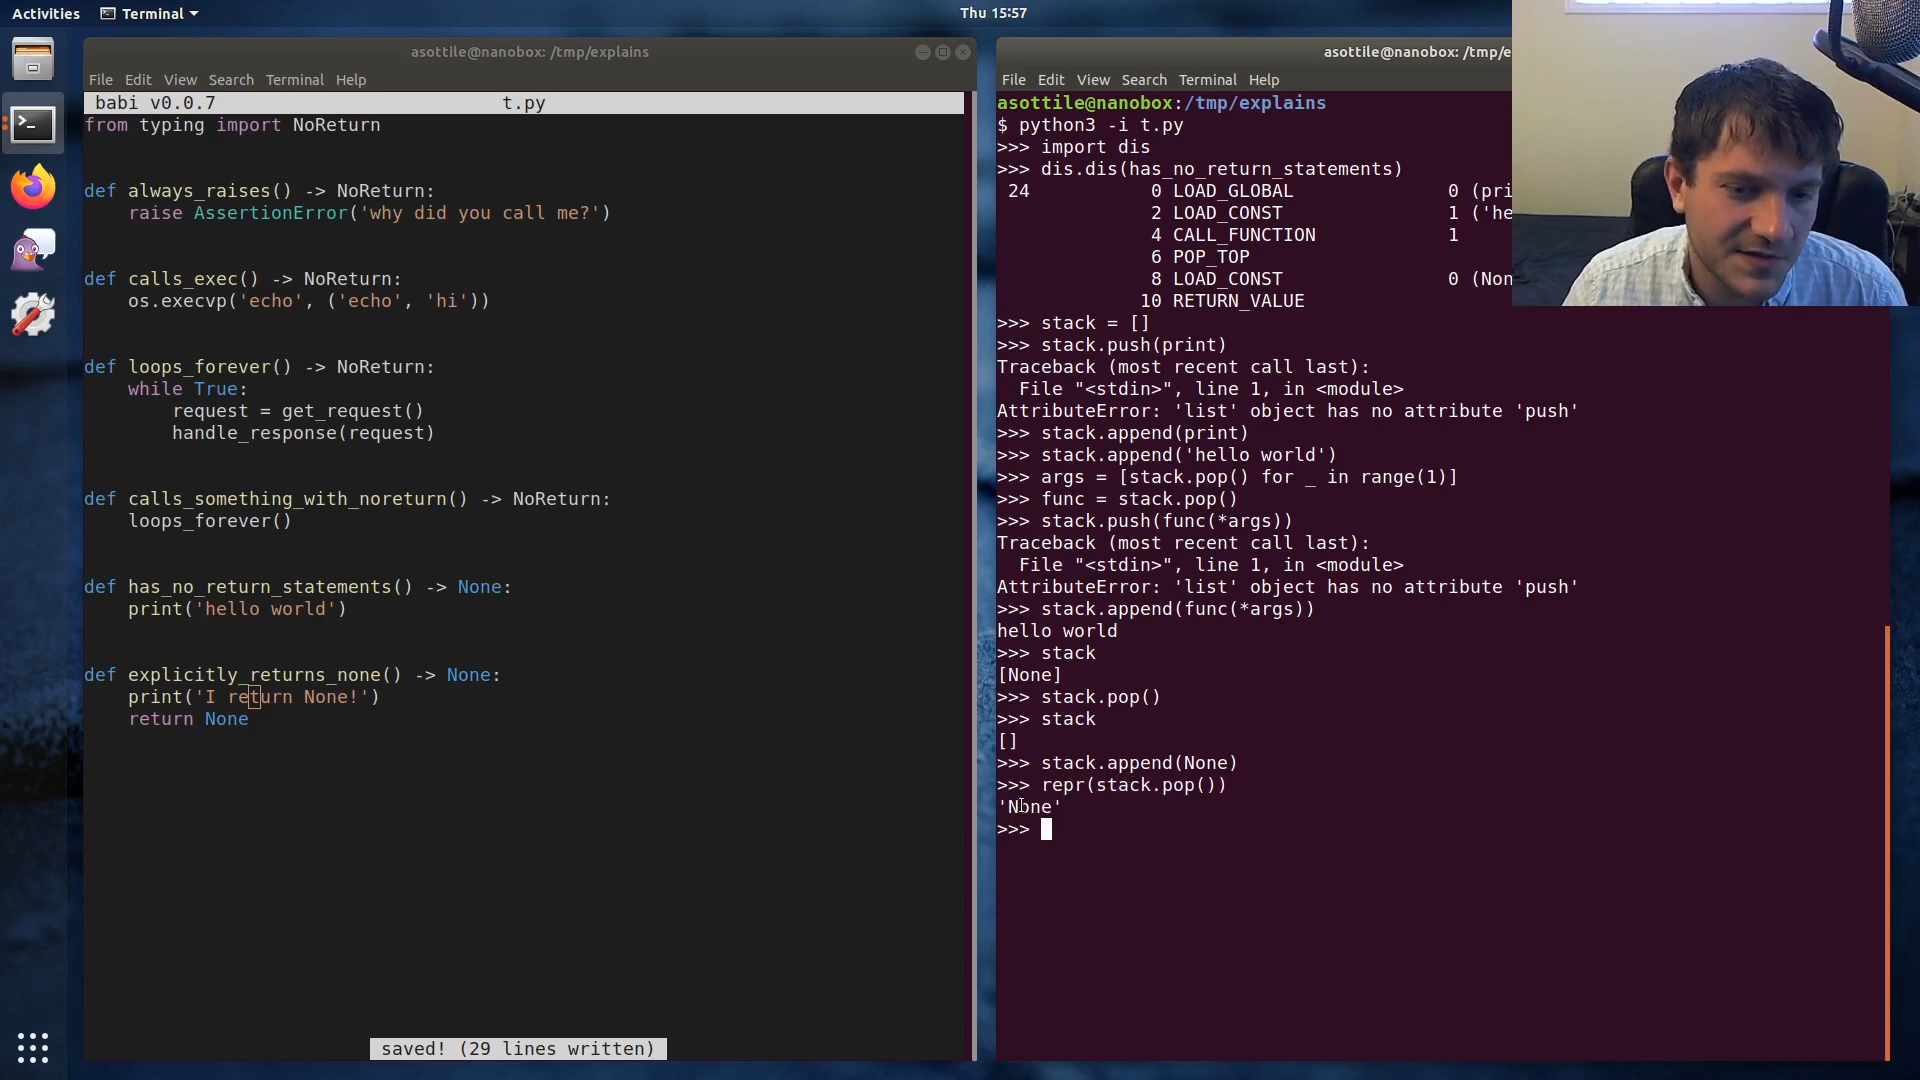 Activities
Terminal
Thu 15:57
asottile@nanobox: /tmp/explains
File Edit View Search Terminal Help
babi v0.0.7 t.py
from typing import NoReturn
def always_raises() -> NoReturn:
    raise AssertionError('why did you call me?')
def calls_exec() -> NoReturn:
    os.execvp('echo', ('echo', 'hi'))
def loops_forever() -> NoReturn:
    while True:
        request = get_request()
        handle_response(request)
def calls_something_with_noreturn() -> NoReturn:
    loops_forever()
def has_no_return_statements() -> None:
    print('hello world')
def explicitly_returns_none() -> None:
    print('I return None!')
    return None
saved! (29 lines written)
asottile@nanobox: /tmp/e
File Edit View Search Terminal Help
asottile@nanobox:/tmp/explains
$ python3 -i t.py
>>> import dis
>>> dis.dis(has_no_return_statements)
 24           0 LOAD_GLOBAL              0 (pri
              2 LOAD_CONST               1 ('he
              4 CALL_FUNCTION            1
              6 POP_TOP
              8 LOAD_CONST               0 (Non
             10 RETURN_VALUE
>>> stack = []
>>> stack.push(print)
Traceback (most recent call last):
  File "<stdin>", line 1, in <module>
AttributeError: 'list' object has no attribute 'push'
>>> stack.append(print)
>>> stack.append('hello world')
>>> args = [stack.pop() for _ in range(1)]
>>> func = stack.pop()
>>> stack.push(func(*args))
Traceback (most recent call last):
  File "<stdin>", line 1, in <module>
AttributeError: 'list' object has no attribute 'push'
>>> stack.append(func(*args))
hello world
>>> stack
[None]
>>> stack.pop()
>>> stack
[]
>>> stack.append(None)
>>> repr(stack.pop())
'None'
>>>